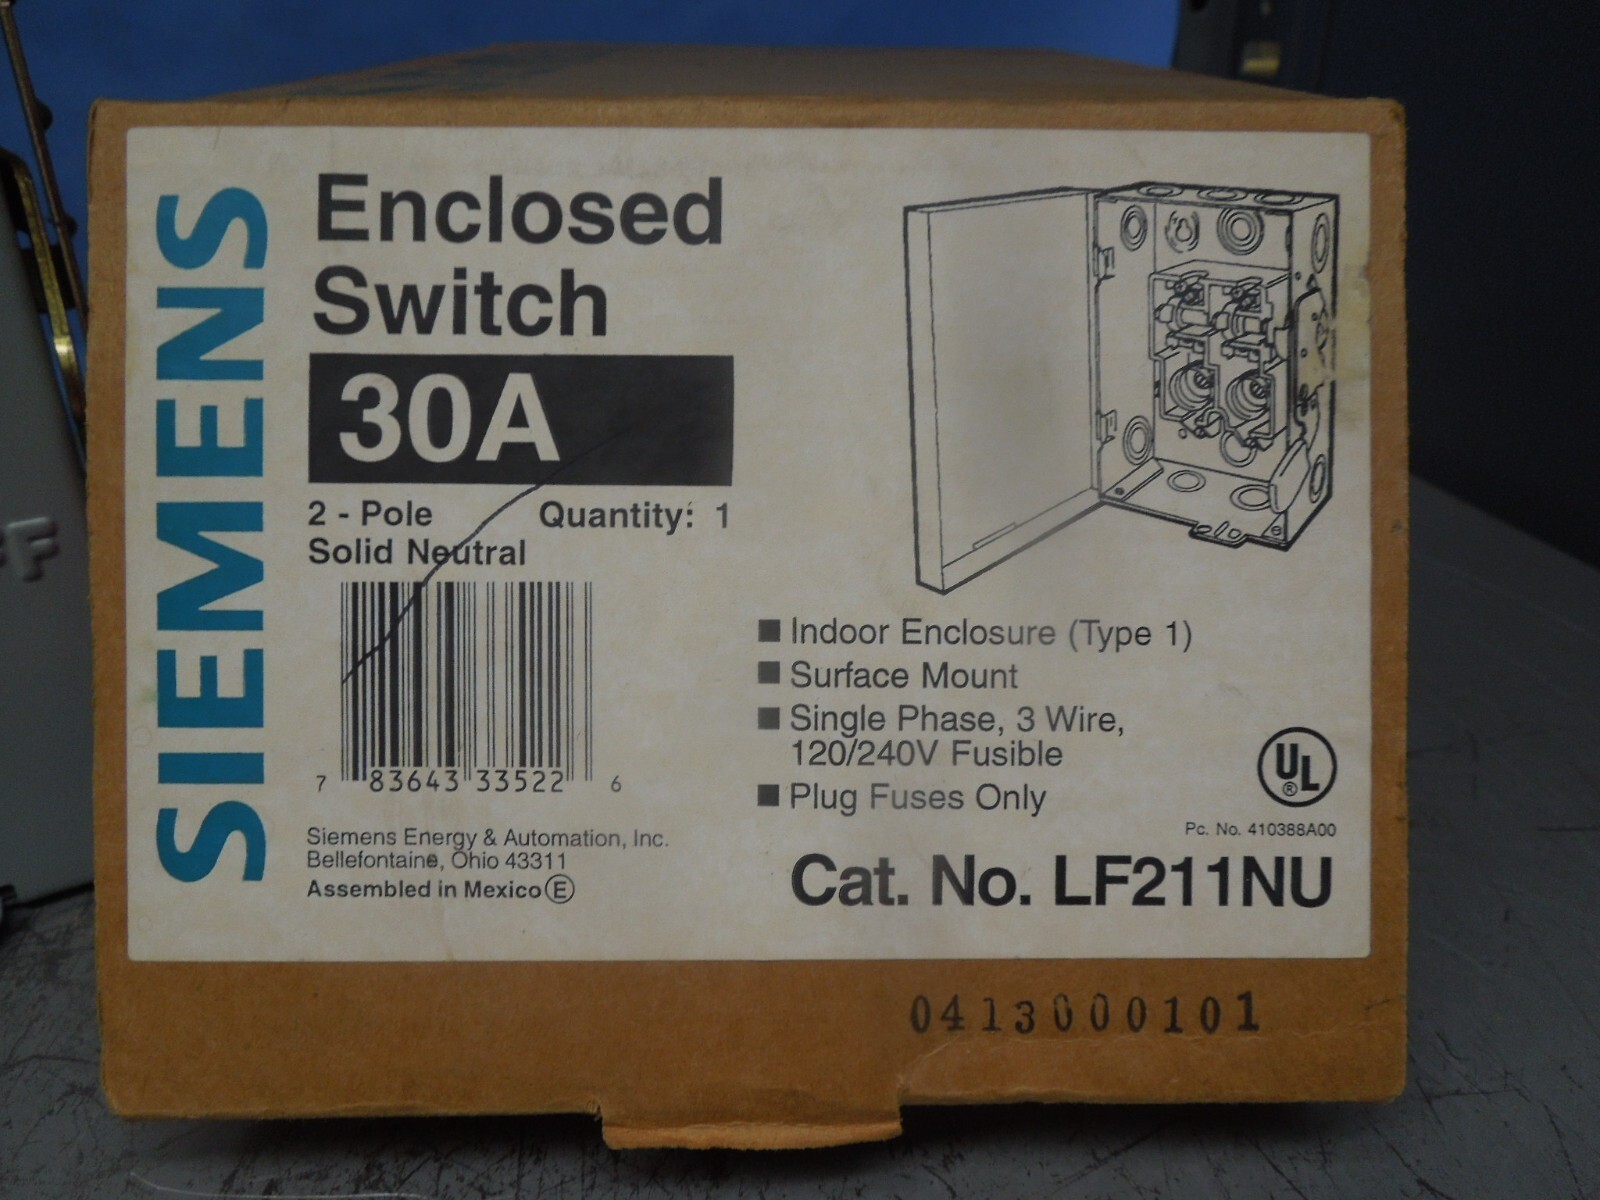 SIEMENS
Enclosed
Switch
30A
2 - Pole Quantity: 1
Solid Neutral
7 83643 33522 6
Siemens Energy & Automation, Inc.
Bellefontaine, Ohio 43311
Assembled in Mexico E
■ Indoor Enclosure (Type 1)
■ Surface Mount
■ Single Phase, 3 Wire,
120/240V Fusible
■ Plug Fuses Only
UL
®
Pc. No. 410388A00
Cat. No. LF211NU
0413000101